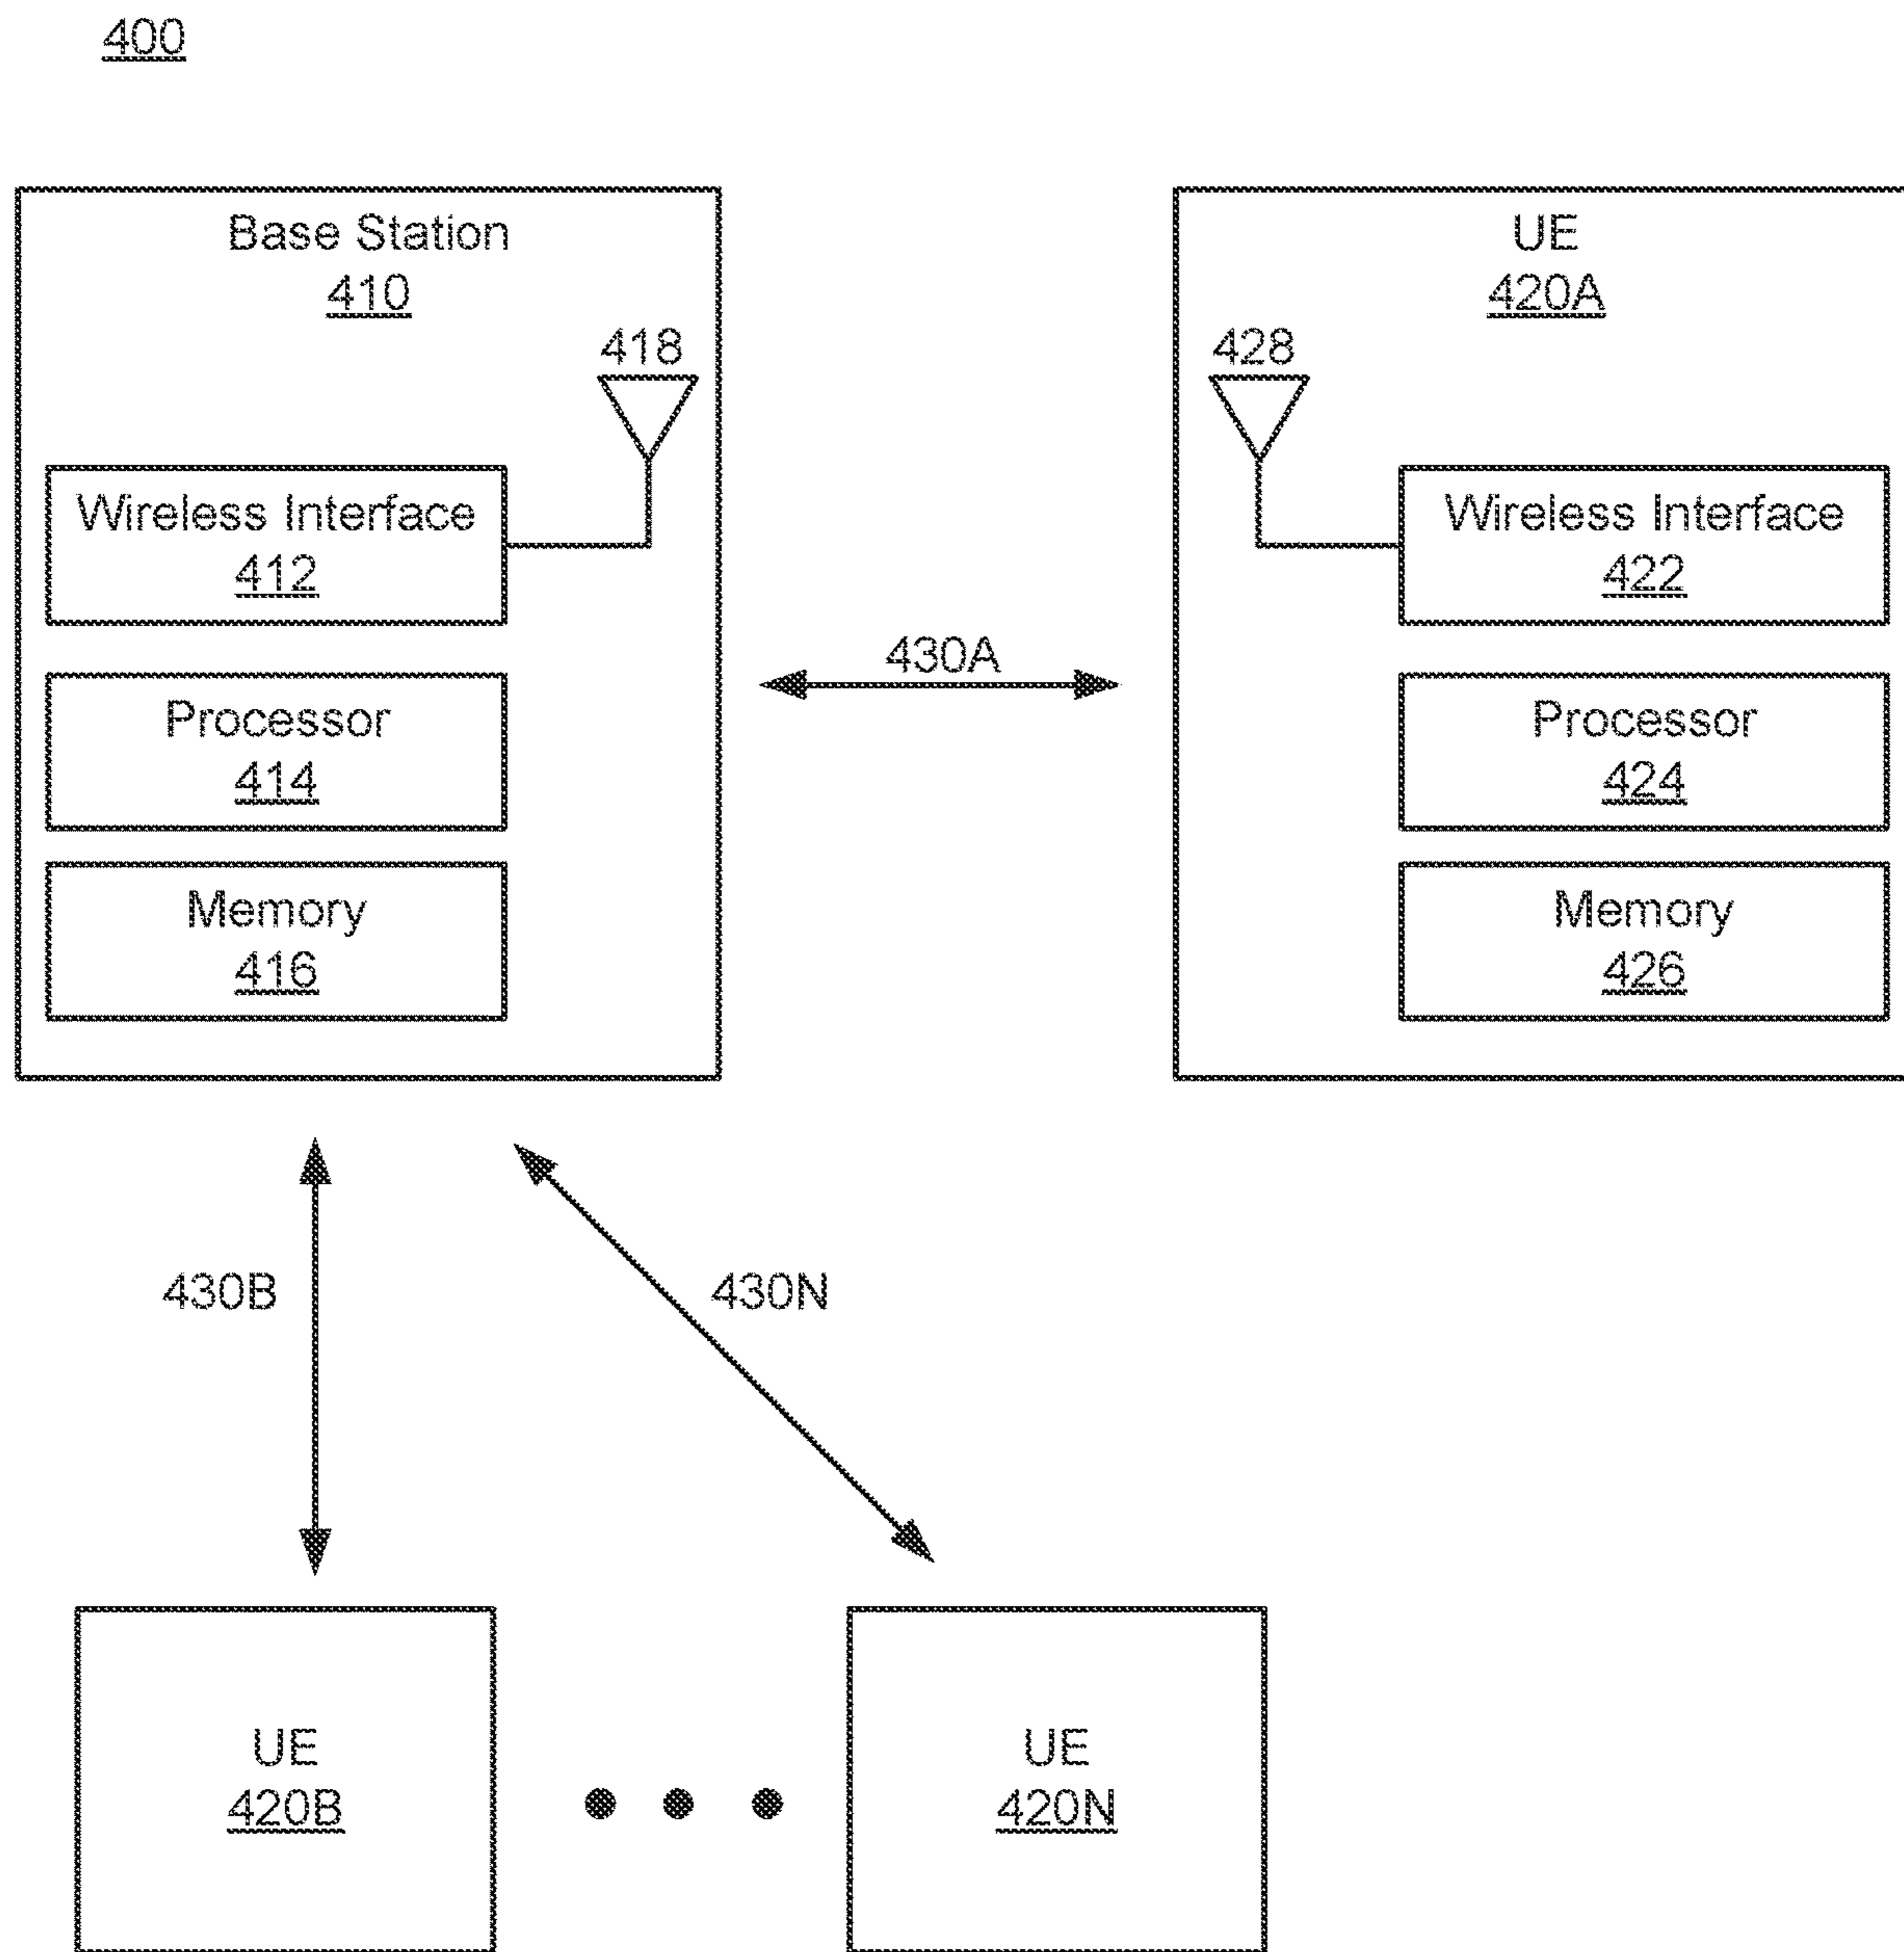 400
Base Station
410
418
Wireless Interface
412
Processor
414
Memory
416
430A
UE
420A
428
Wireless Interface
422
Processor
424
Memory
426
430B
430N
UE
420B
UE
420N